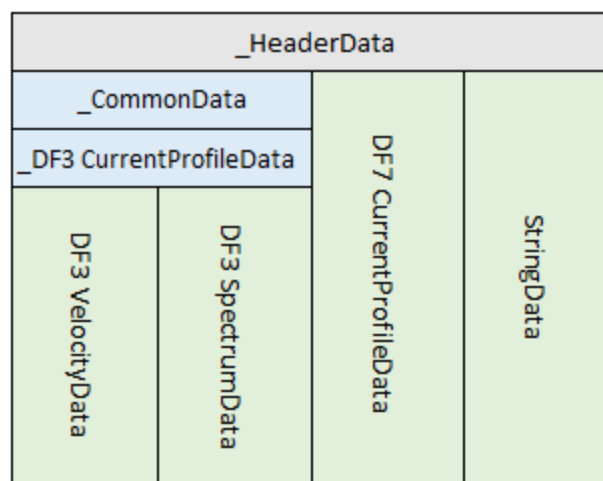 _HeaderData
_CommonData
_DF3 CurrentProfileData
DF3 VelocityData
DF3 SpectrumData
DF7 CurrentProfileData
StringData